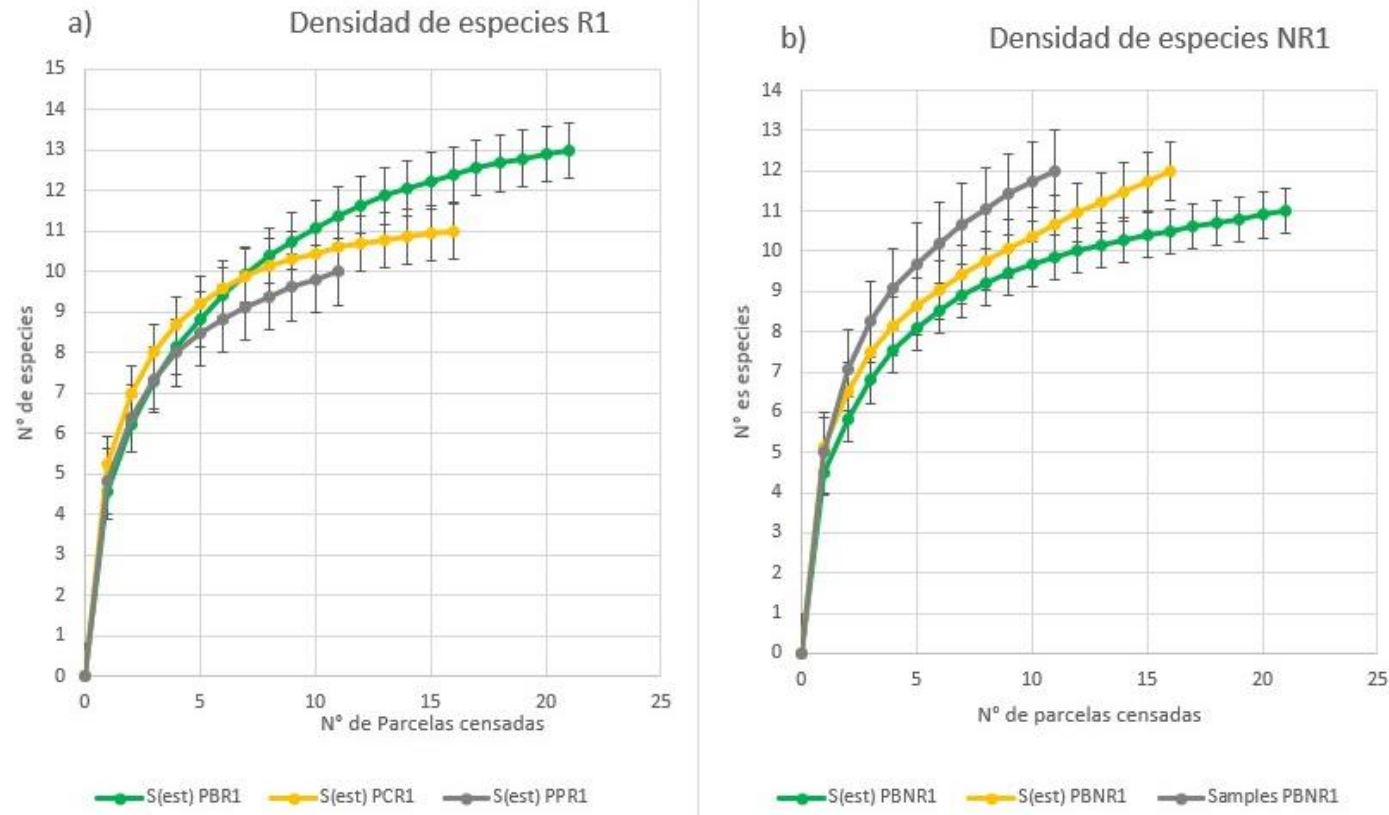 a)
Densidad de especies R1
15
14
13
12
11
10
9
8
7
6
5
4
3
2
1
0
N° de especies
0 5 10 15 20 25
N° de Parcelas censadas
S(est) PBR1 S(est) PCR1 S(est) PPR1
b)
Densidad de especies NR1
14
13
12
11
10
9
8
7
6
5
4
3
2
1
0
N° es especies
0 5 10 15 20 25
N° de parcelas censadas
S(est) PBNR1 S(est) PBNR1 Samples PBNR1